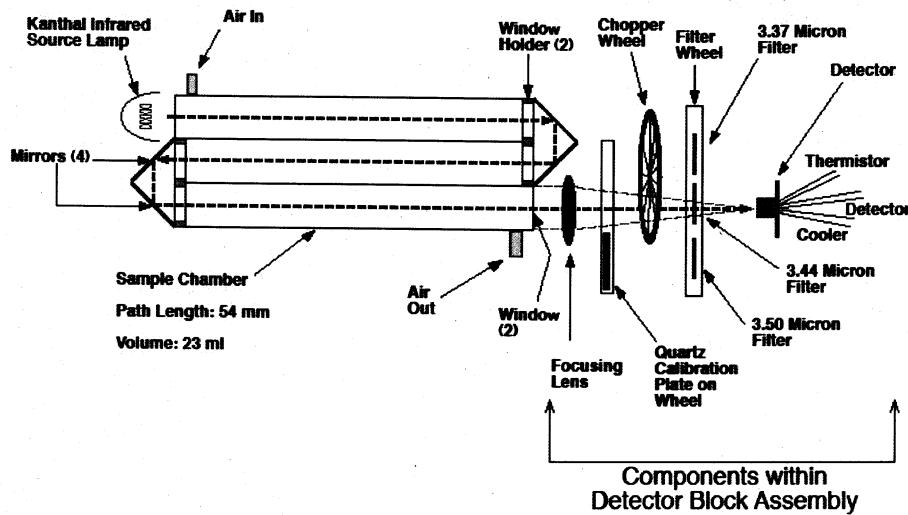 Kanthal Infrared
Source Lamp
Air In
Window
Holder (2)
Chopper
Wheel
Filter
Wheel
3.37 Micron
Filter
Detector
Mirrors (4)
Thermistor
Detector
Cooler
Sample Chamber
Path Length: 54 mm
Volume: 23 ml
Air
Out
Window
(2)
3.44 Micron
Filter
3.50 Micron
Filter
Focusing
Lens
Quartz
Calibration
Plate on
Wheel
Components within
Detector Block Assembly